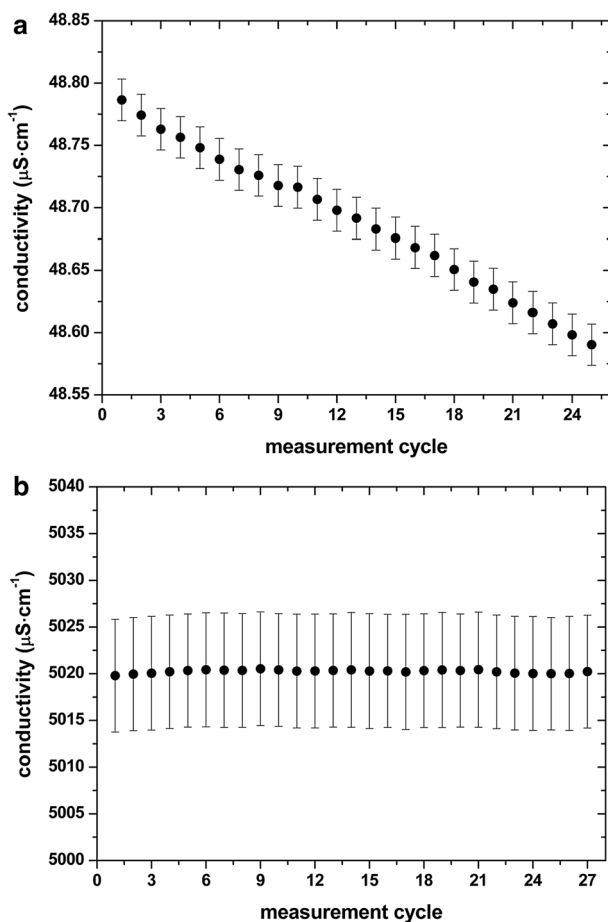 a
48.85
48.80
48.75
48.70
48.65
48.60
48.55
conductivity (μS·cm⁻¹)
0 3 6 9 12 15 18 21 24
measurement cycle
b
5040
5035
5030
5025
5020
5015
5010
5005
5000
conductivity (μS·cm⁻¹)
0 3 6 9 12 15 18 21 24 27
measurement cycle